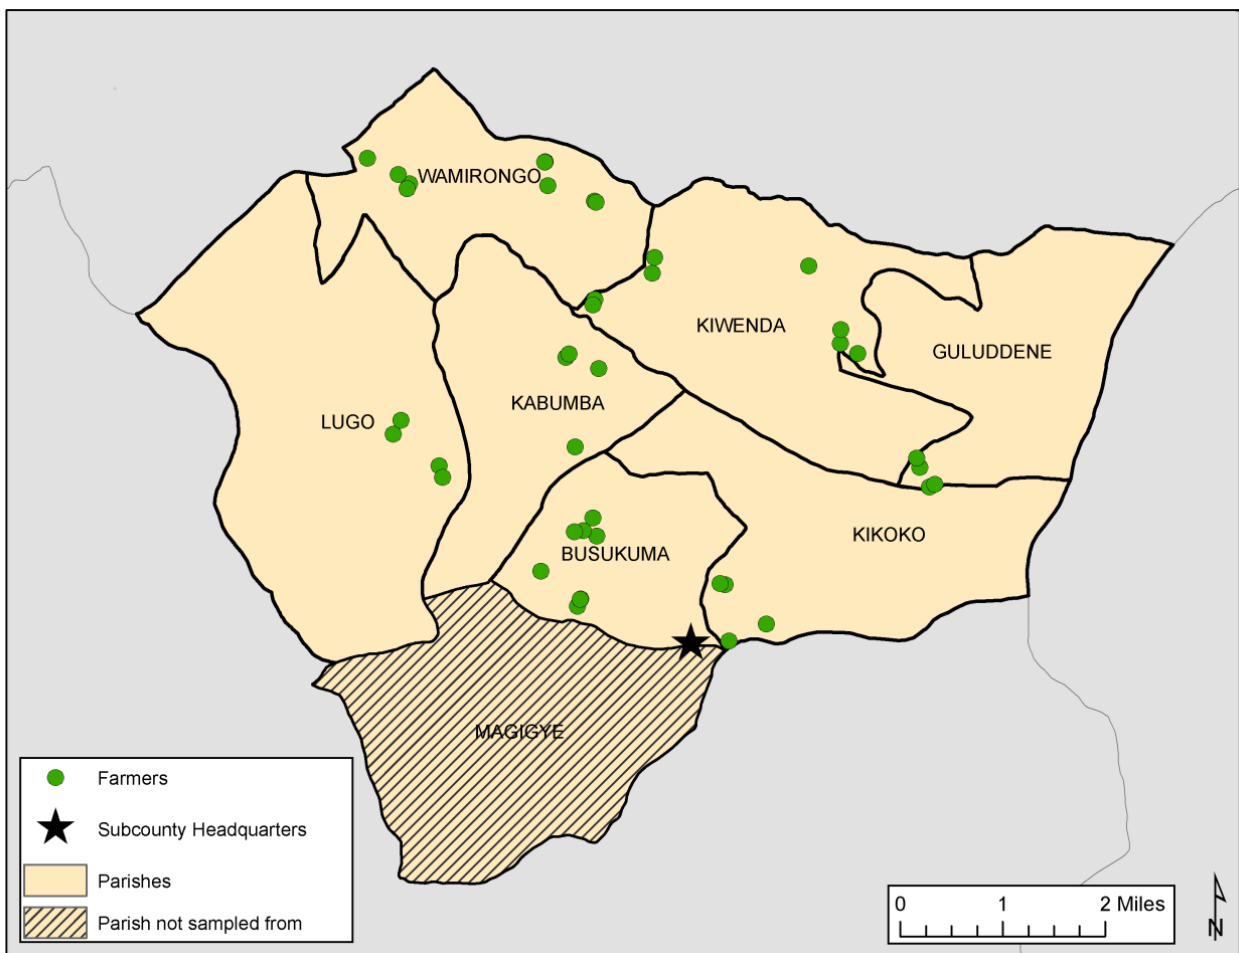 WAMIRONGO
KIWENDA
GULUDDENE
KABUMBA
LUGO
KIKOKO
BUSUKUMA
MAGIGYE
Farmers
Subcounty Headquarters
Parishes
Parish not sampled from
0 1 2 Miles
N